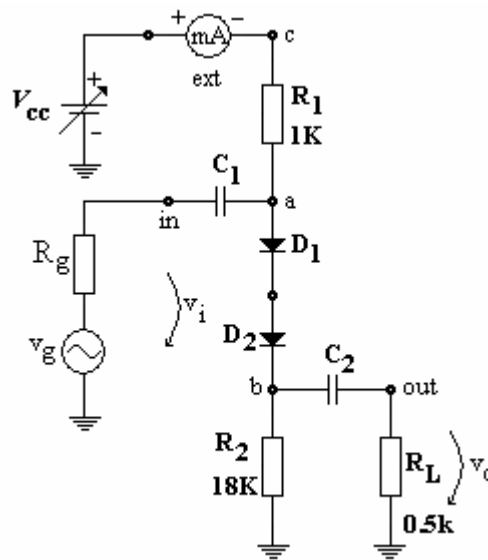 + mA - c
ext
+
Vcc
-
R1
1K
C1
in
a
D1
Rg
vi
vg
D2
C2
b
out
R2
18K
RL
0.5k